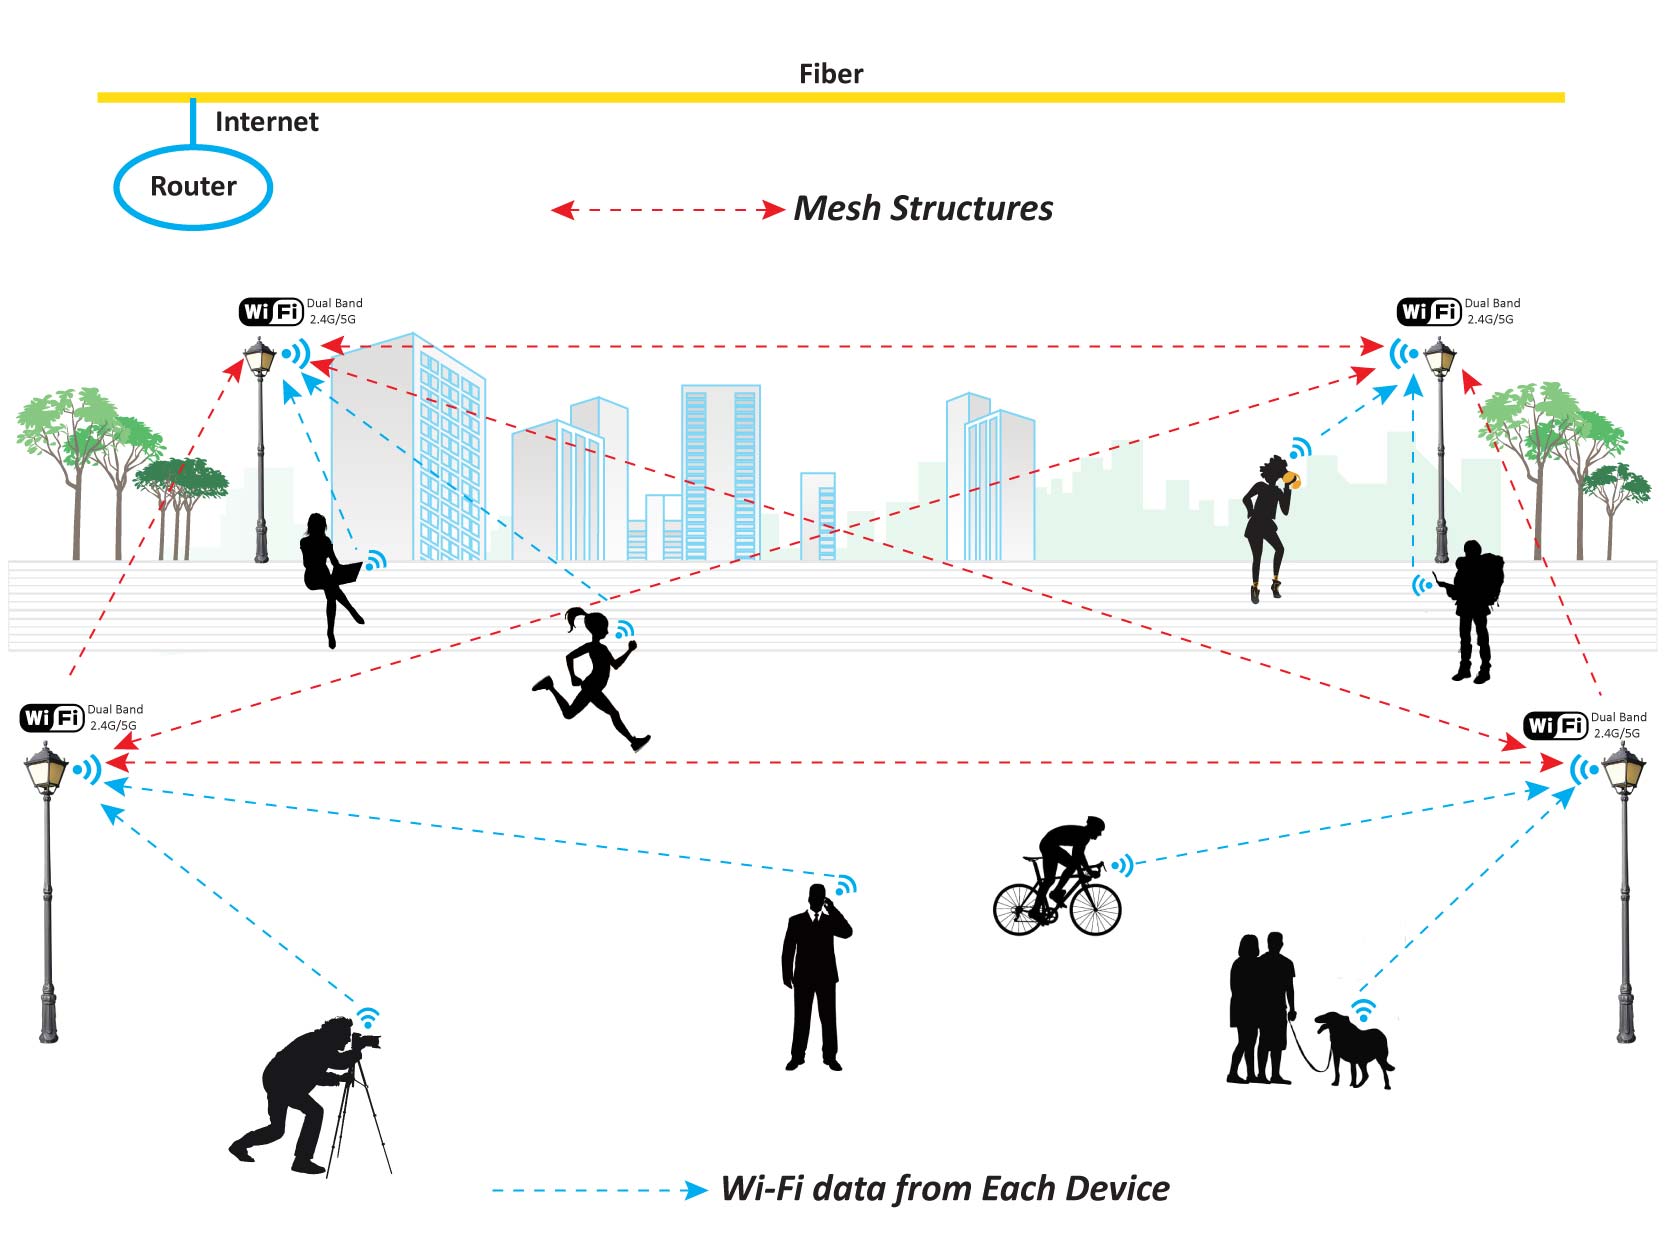 Fiber
Internet
Router
Mesh Structures
Wi Fi Dual Band
2.4G/5G
Wi Fi Dual Band
2.4G/5G
Wi Fi Dual Band
2.4G/5G
Wi Fi Dual Band
2.4G/5G
Wi-Fi data from Each Device